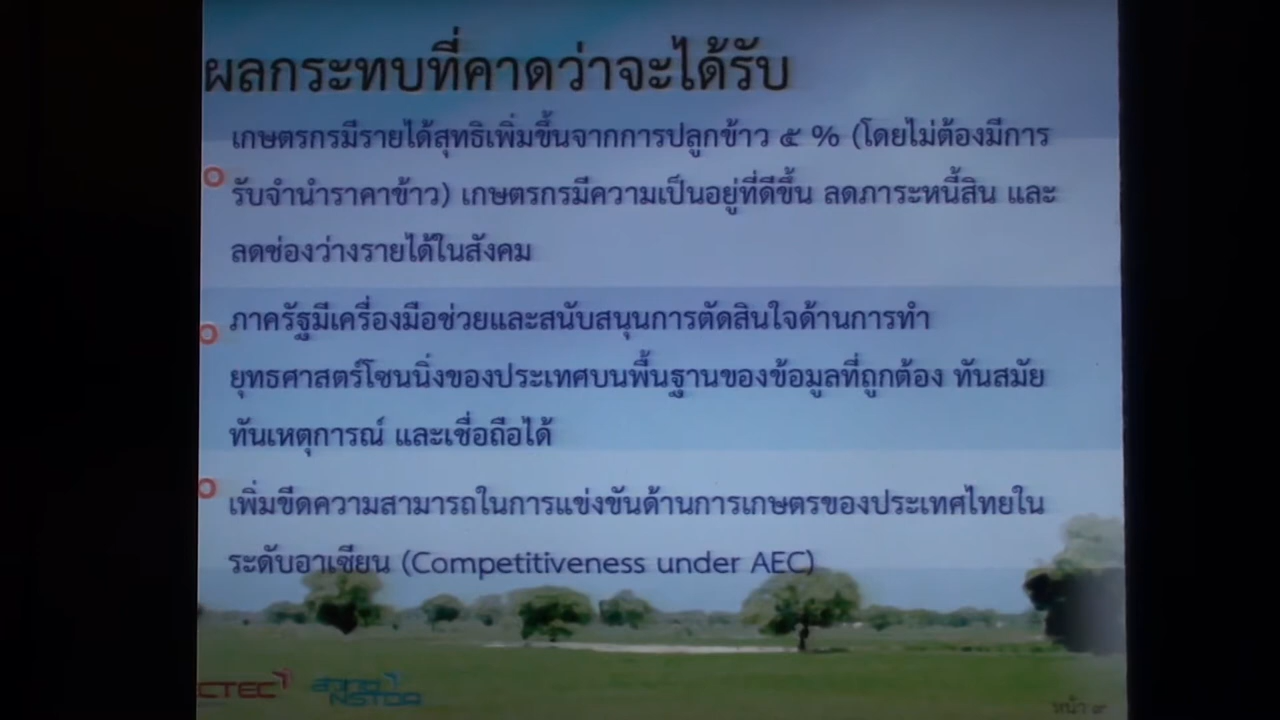 ผลกระทบที่คาดว่าจะได้รับ
เกษตรกรมีรายได้สุทธิเพิ่มขึ้นจากการปลูกข้าว ๕ % (โดยไม่ต้องมีการ
รับจำนำราคาข้าว) เกษตรกรมีความเป็นอยู่ที่ดีขึ้น ลดภาระหนี้สิน และ
ลดช่องว่างรายได้ในสังคม
ภาครัฐมีเครื่องมือช่วยและสนับสนุนการตัดสินใจด้านการทำ
ยุทธศาสตร์โซนนิ่งของประเทศบนพื้นฐานของข้อมูลที่ถูกต้อง ทันสมัย
ทันเหตุการณ์ และเชื่อถือได้
เพิ่มขีดความสามารถในการแข่งขันด้านการเกษตรของประเทศไทยใน
ระดับอาเซียน (Competitiveness under AEC)
CTEC สวทช
NSTDA
หน้า ๙